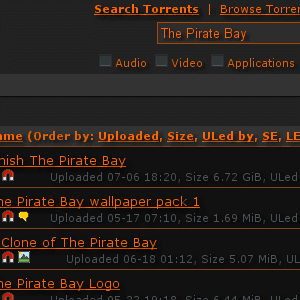 Search Torrents | Browse Torren
The Pirate Bay
Audio Video Applications
ame (Order by: Uploaded, Size, ULed by, SE, LE
nish The Pirate Bay
Uploaded 07-06 18:20, Size 6.72 GiB, ULed
he Pirate Bay wallpaper pack 1
Uploaded 05-17 07:10, Size 1.69 MiB, ULed
Clone of The Pirate Bay
Uploaded 06-18 01:12, Size 5.07 MiB, UL
he Pirate Bay Logo